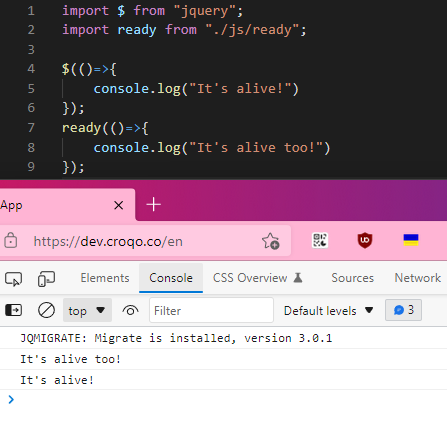 1 import $ from "jquery";
2 import ready from "./js/ready";
3
4 $(()=>{
5 console.log("It's alive!")
6 });
7 ready(()=>{
8 console.log("It's alive too!")
9 });
App
https://dev.croqo.co/en
Elements Console CSS Overview Sources Network
top Filter Default levels 3
JQMIGRATE: Migrate is installed, version 3.0.1
It's alive too!
It's alive!